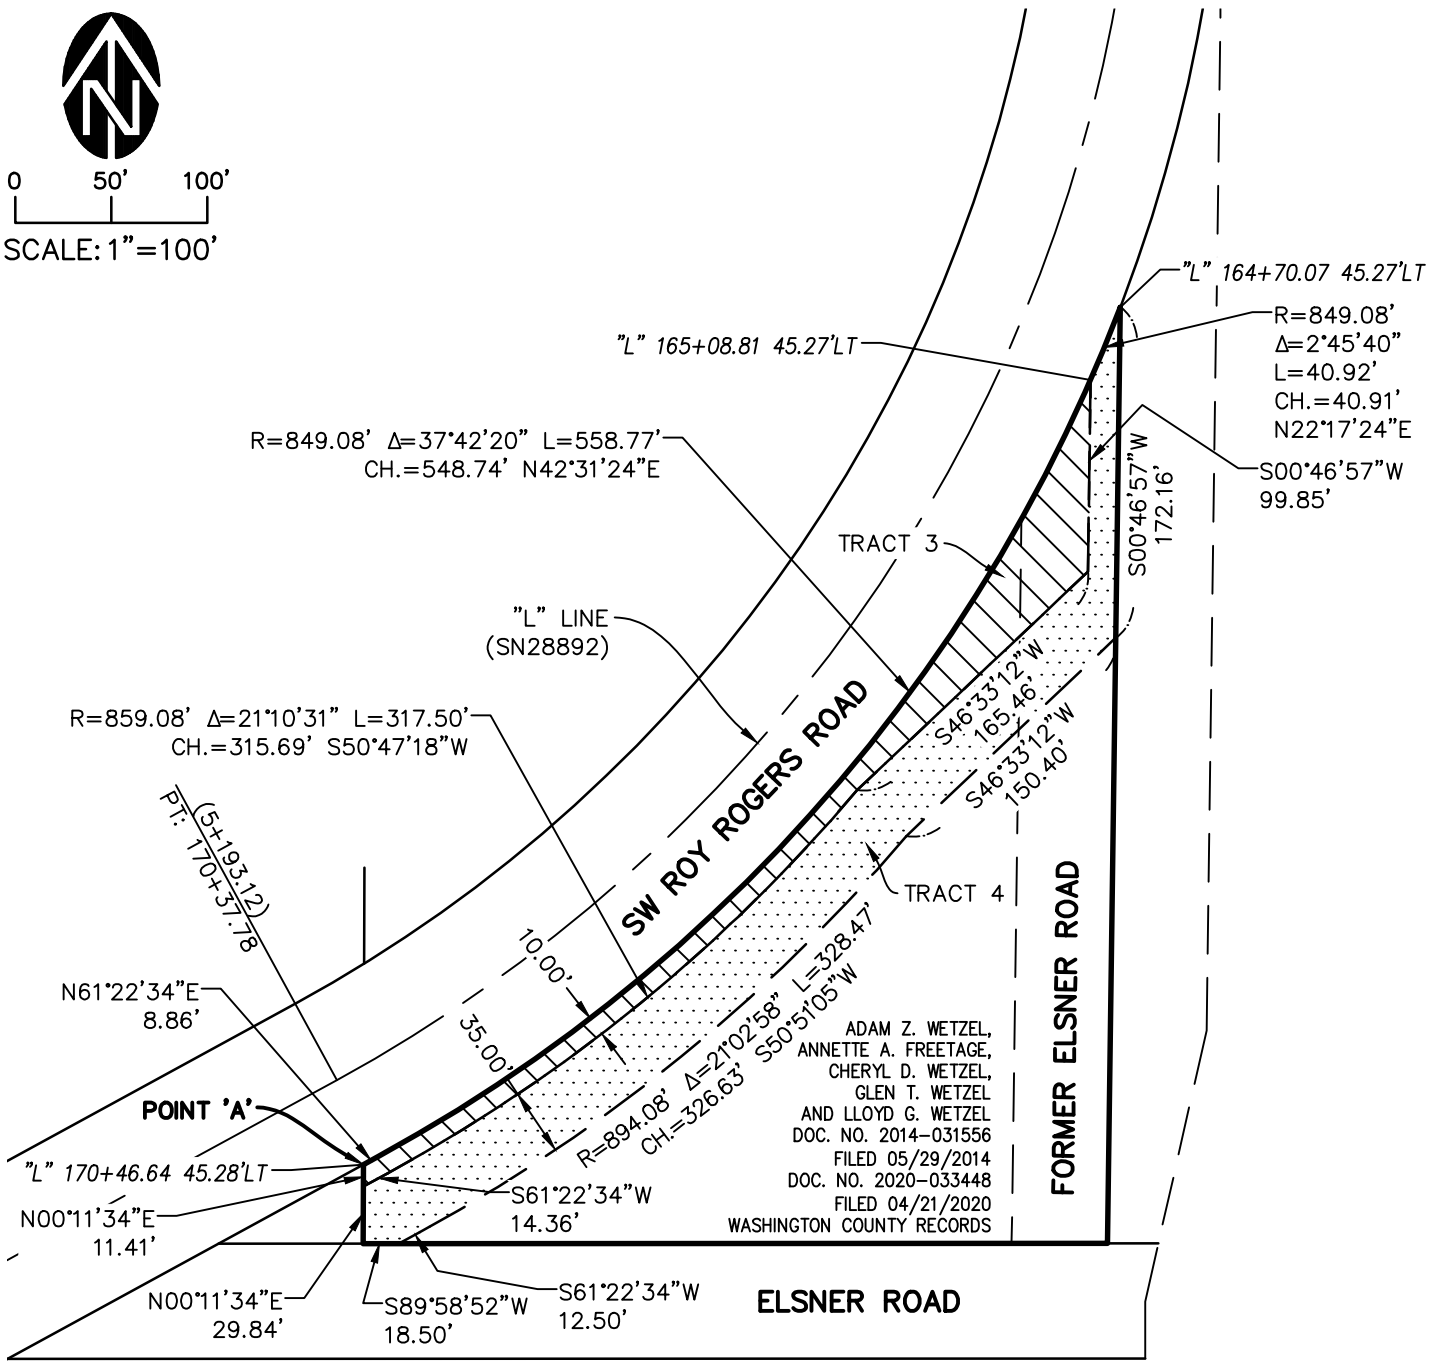 N
0 50' 100'
SCALE: 1"=100'
"L" 164+70.07 45.27'LT
R=849.08'
Δ=2°45'40"
L=40.92'
CH.=40.91'
N22°17'24"E
"L" 165+08.81 45.27'LT
R=849.08' Δ=37°42'20" L=558.77'
CH.=548.74' N42°31'24"E
S00°46'57"W
172.16'
S00°46'57"W
99.85'
TRACT 3
"L" LINE
(SN28892)
S46°33'12"W
165.46'
S46°33'12"W
150.40'
R=859.08' Δ=21°10'31" L=317.50'
CH.=315.69' S50°47'18"W
SW ROY ROGERS ROAD
(5+193.12)
PT: 170+37.78
TRACT 4
FORMER ELSNER ROAD
10.00'
35.00'
N61°22'34"E
8.86'
R=894.08' Δ=21°02'58" L=328.47'
CH.=326.63' S50°51'05"W
ADAM Z. WETZEL,
ANNETTE A. FREETAGE,
CHERYL D. WETZEL,
GLEN T. WETZEL
AND LLOYD G. WETZEL
DOC. NO. 2014-031556
FILED 05/29/2014
DOC. NO. 2020-033448
FILED 04/21/2020
WASHINGTON COUNTY RECORDS
POINT 'A'
"L" 170+46.64 45.28'LT
N00°11'34"E
11.41'
S61°22'34"W
14.36'
N00°11'34"E
29.84'
S89°58'52"W
18.50'
S61°22'34"W
12.50'
ELSNER ROAD